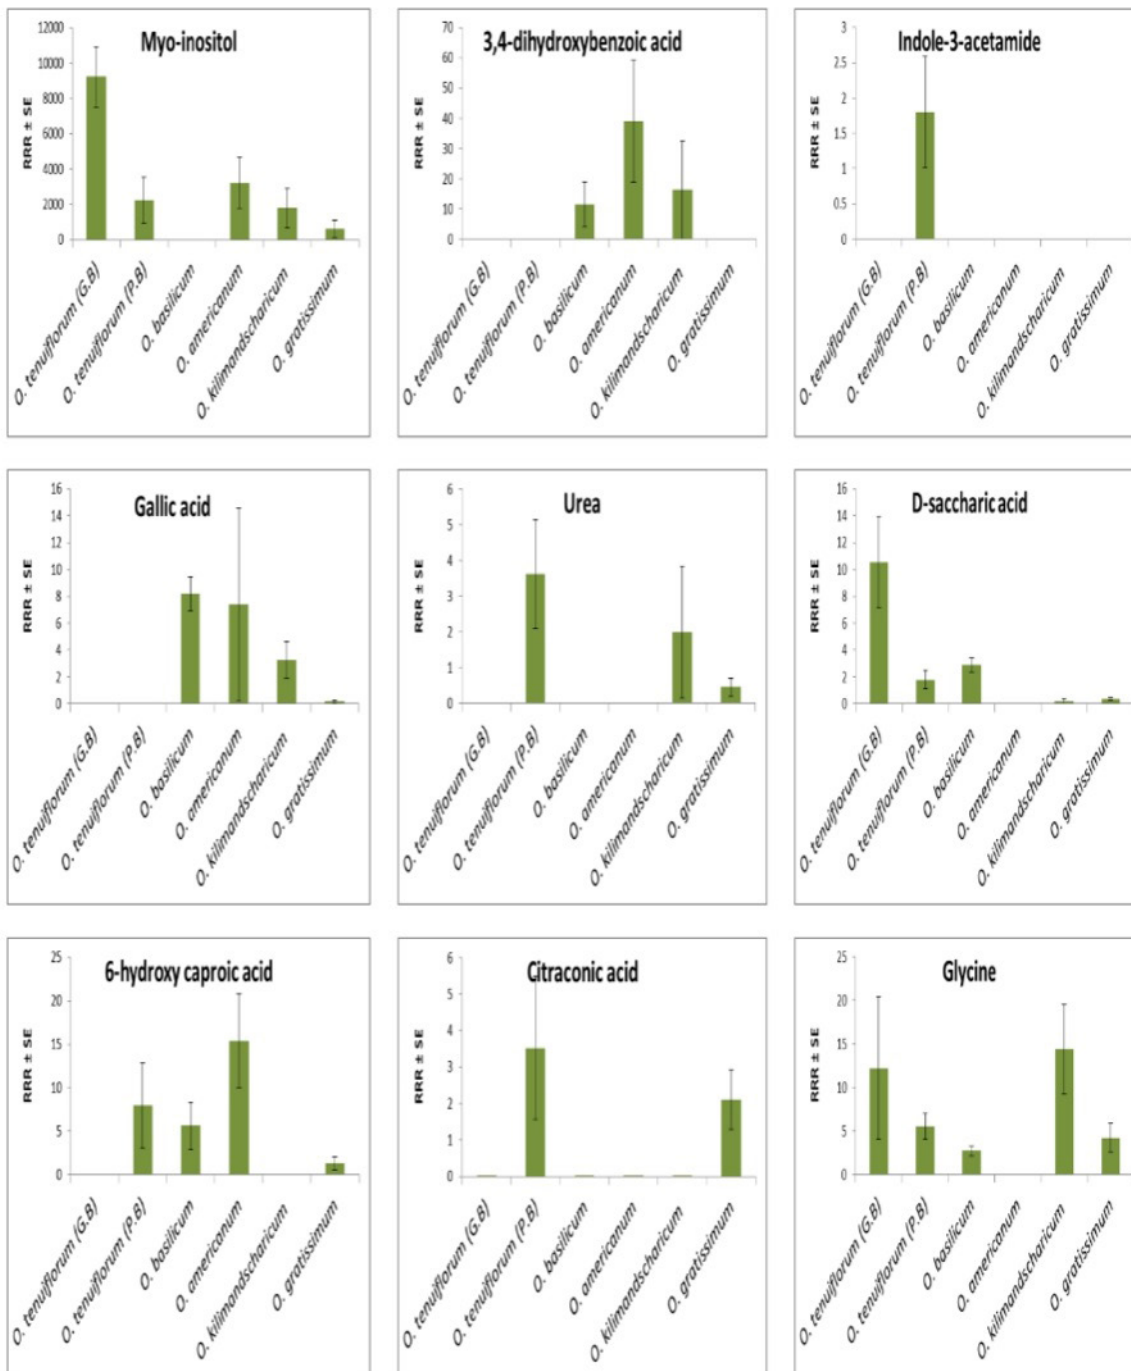 Myo-inositol
RRR ± SE
12000
10000
8000
6000
4000
2000
0
O. tenuiflorum (G.B)
O. tenuiflorum (P.B)
O. basilicum
O. americanum
O. kilimandscharicum
O. gratissimum
3,4-dihydroxybenzoic acid
RRR ± SE
70
60
50
40
30
20
10
0
O. tenuiflorum (G.B)
O. tenuiflorum (P.B)
O. basilicum
O. americanum
O. kilimandscharicum
O. gratissimum
Indole-3-acetamide
RRR ± SE
3
2.5
2
1.5
1
0.5
0
O. tenuiflorum (G.B)
O. tenuiflorum (P.B)
O. basilicum
O. americanum
O. kilimandscharicum
O. gratissimum
Gallic acid
RRR ± SE
16
14
12
10
8
6
4
2
0
O. tenuiflorum (G.B)
O. tenuiflorum (P.B)
O. basilicum
O. americanum
O. kilimandscharicum
O. gratissimum
Urea
RRR ± SE
6
5
4
3
2
1
0
O. tenuiflorum (G.B)
O. tenuiflorum (P.B)
O. basilicum
O. americanum
O. kilimandscharicum
O. gratissimum
D-saccharic acid
RRR ± SE
16
14
12
10
8
6
4
2
0
O. tenuiflorum (G.B)
O. tenuiflorum (P.B)
O. basilicum
O. americanum
O. kilimandscharicum
O. gratissimum
6-hydroxy caproic acid
RRR ± SE
25
20
15
10
5
0
O. tenuiflorum (G.B)
O. tenuiflorum (P.B)
O. basilicum
O. americanum
O. kilimandscharicum
O. gratissimum
Citraconic acid
RRR ± SE
6
5
4
3
2
1
0
O. tenuiflorum (G.B)
O. tenuiflorum (P.B)
O. basilicum
O. americanum
O. kilimandscharicum
O. gratissimum
Glycine
RRR ± SE
25
20
15
10
5
0
O. tenuiflorum (G.B)
O. tenuiflorum (P.B)
O. basilicum
O. americanum
O. kilimandscharicum
O. gratissimum